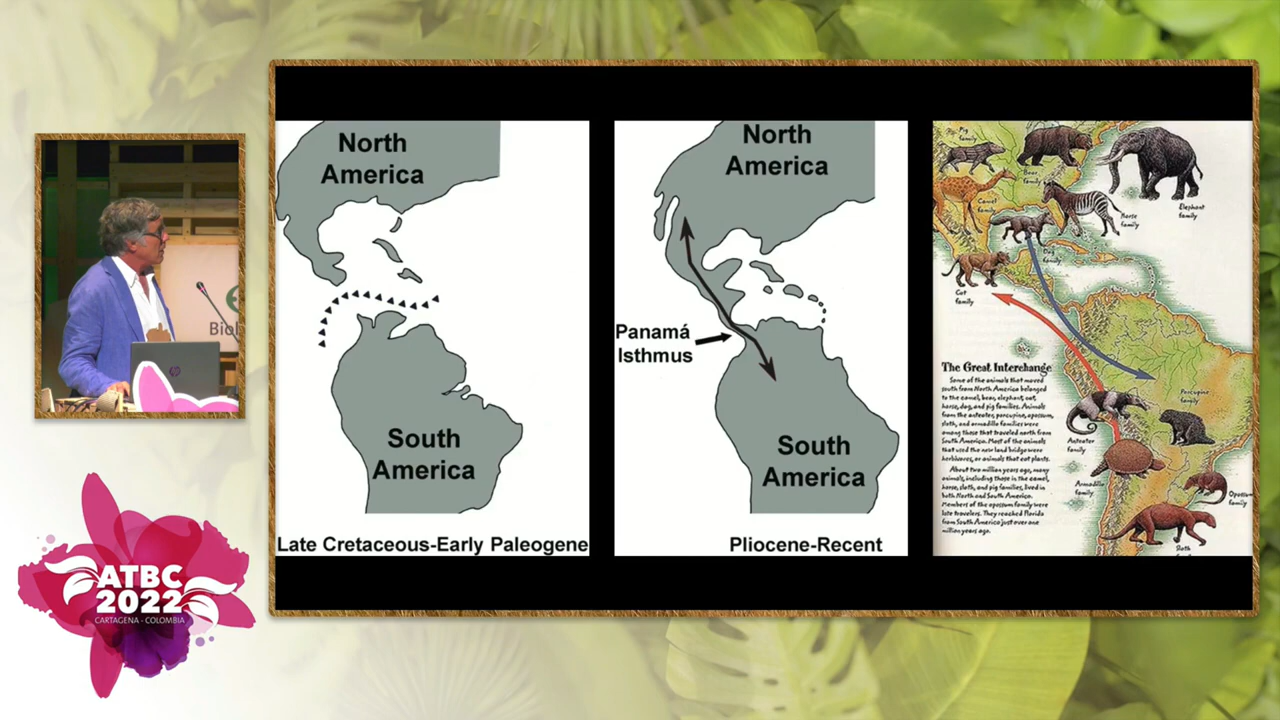 North
America
South
America
Late Cretaceous-Early Paleogene
North
America
Panamá
Isthmus
South
America
Pliocene-Recent
Pig
family
Bear
family
Elephant
family
Camel
family
Horse
family
family
Cat
family
The Great Interchange
Some of the animals that moved
south from North America belonged
to the camel, bear, elephant, cat,
horse, dog, and pig families. Animals
from the anteater, porcupine, opossum,
sloth, and armadillo families were
among those that traveled north from
South America. Most of the animals
that used the new land bridge were
herbivores, or animals that eat plants.
About two million years ago, many
animals, including those in the camel,
horse, sloth, and pig families, lived in
both North and South America.
Members of the opossum family were
late travelers. They reached Florida
from South America just over one
million years ago.
Porcupine
family
Anteater
family
Armadillo
family
Opossum
family
Sloth
hp
Biol
ATBC
2022
CARTAGENA - COLOMBIA